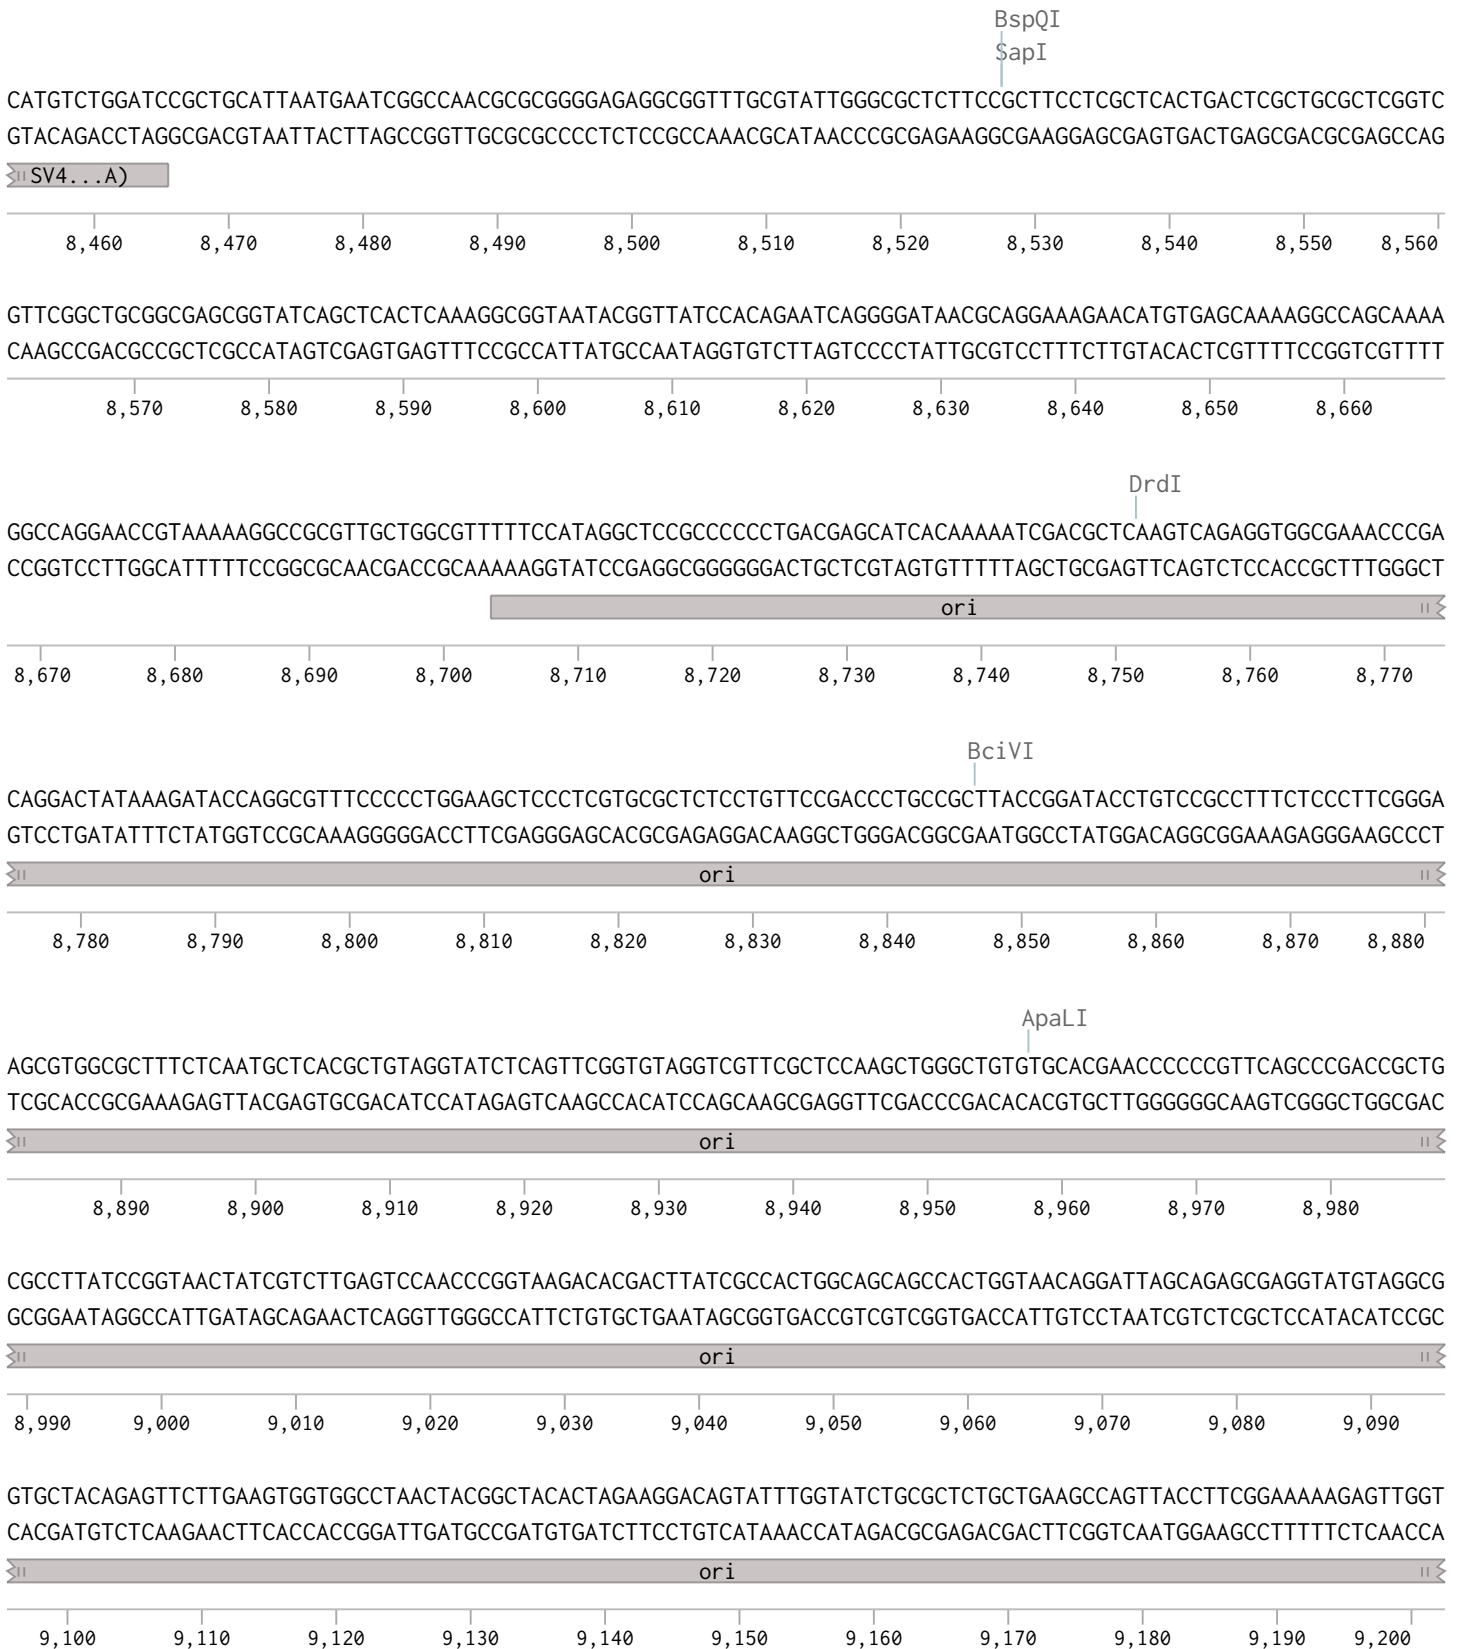 BspQI
SapI
CATGTCTGGATCCGCTGCATTAATGAATCGGCCAACGCGCGGGGAGAGGCGGTTTGCGTATTGGGCGCTCTTCCGCTTCCTCGCTCACTGACTCGCTGCGCTCGGTC
GTACAGACCTAGGCGACGTAATTACTTAGCCGGTTGCGCGCCCCTCTCCGCCAAACGCATAACCCGCGAGAAGGCGAAGGAGCGAGTGACTGAGCGACGCGAGCCAG
SV4...A)
8,460 8,470 8,480 8,490 8,500 8,510 8,520 8,530 8,540 8,550 8,560
GTTCGGCTGCGGCGAGCGGTATCAGCTCACTCAAAGGCGGTAATACGGTTATCCACAGAATCAGGGGATAACGCAGGAAAGAACATGTGAGCAAAAGGCCAGCAAAA
CAAGCCGACGCCGCTCGCCATAGTCGAGTGAGTTTCCGCCATTATGCCAATAGGTGTCTTAGTCCCCTATTGCGTCCTTTCTTGTACACTCGTTTTCCGGTCGTTTT
8,570 8,580 8,590 8,600 8,610 8,620 8,630 8,640 8,650 8,660
DrdI
GGCCAGGAACCGTAAAAAGGCCGCGTTGCTGGCGTTTTTCCATAGGCTCCGCCCCCCTGACGAGCATCACAAAAATCGACGCTCAAGTCAGAGGTGGCGAAACCCGA
CCGGTCCTTGGCATTTTTCCGGCGCAACGACCGCAAAAAGGTATCCGAGGCGGGGGGACTGCTCGTAGTGTTTTTAGCTGCGAGTTCAGTCTCCACCGCTTTGGGCT
ori
8,670 8,680 8,690 8,700 8,710 8,720 8,730 8,740 8,750 8,760 8,770
BciVI
CAGGACTATAAAGATACCAGGCGTTTCCCCCTGGAAGCTCCCTCGTGCGCTCTCCTGTTCCGACCCTGCCGCTTACCGGATACCTGTCCGCCTTTCTCCCTTCGGGA
GTCCTGATATTTCTATGGTCCGCAAAGGGGGACCTTCGAGGGAGCACGCGAGAGGACAAGGCTGGGACGGCGAATGGCCTATGGACAGGCGGAAAGAGGGAAGCCCT
ori
8,780 8,790 8,800 8,810 8,820 8,830 8,840 8,850 8,860 8,870 8,880
ApaLI
AGCGTGGCGCTTTCTCAATGCTCACGCTGTAGGTATCTCAGTTCGGTGTAGGTCGTTCGCTCCAAGCTGGGCTGTGTGCACGAACCCCCCGTTCAGCCCGACCGCTG
TCGCACCGCGAAAGAGTTACGAGTGCGACATCCATAGAGTCAAGCCACATCCAGCAAGCGAGGTTCGACCCGACACACGTGCTTGGGGGGCAAGTCGGGCTGGCGAC
ori
8,890 8,900 8,910 8,920 8,930 8,940 8,950 8,960 8,970 8,980
CGCCTTATCCGGTAACTATCGTCTTGAGTCCAACCCGGTAAGACACGACTTATCGCCACTGGCAGCAGCCACTGGTAACAGGATTAGCAGAGCGAGGTATGTAGGCG
GCGGAATAGGCCATTGATAGCAGAACTCAGGTTGGGCCATTCTGTGCTGAATAGCGGTGACCGTCGTCGGTGACCATTGTCCTAATCGTCTCGCTCCATACATCCGC
ori
8,990 9,000 9,010 9,020 9,030 9,040 9,050 9,060 9,070 9,080 9,090
GTGCTACAGAGTTCTTGAAGTGGTGGCCTAACTACGGCTACACTAGAAGGACAGTATTTGGTATCTGCGCTCTGCTGAAGCCAGTTACCTTCGGAAAAAGAGTTGGT
CACGATGTCTCAAGAACTTCACCACCGGATTGATGCCGATGTGATCTTCCTGTCATAAACCATAGACGCGAGACGACTTCGGTCAATGGAAGCCTTTTTCTCAACCA
ori
9,100 9,110 9,120 9,130 9,140 9,150 9,160 9,170 9,180 9,190 9,200